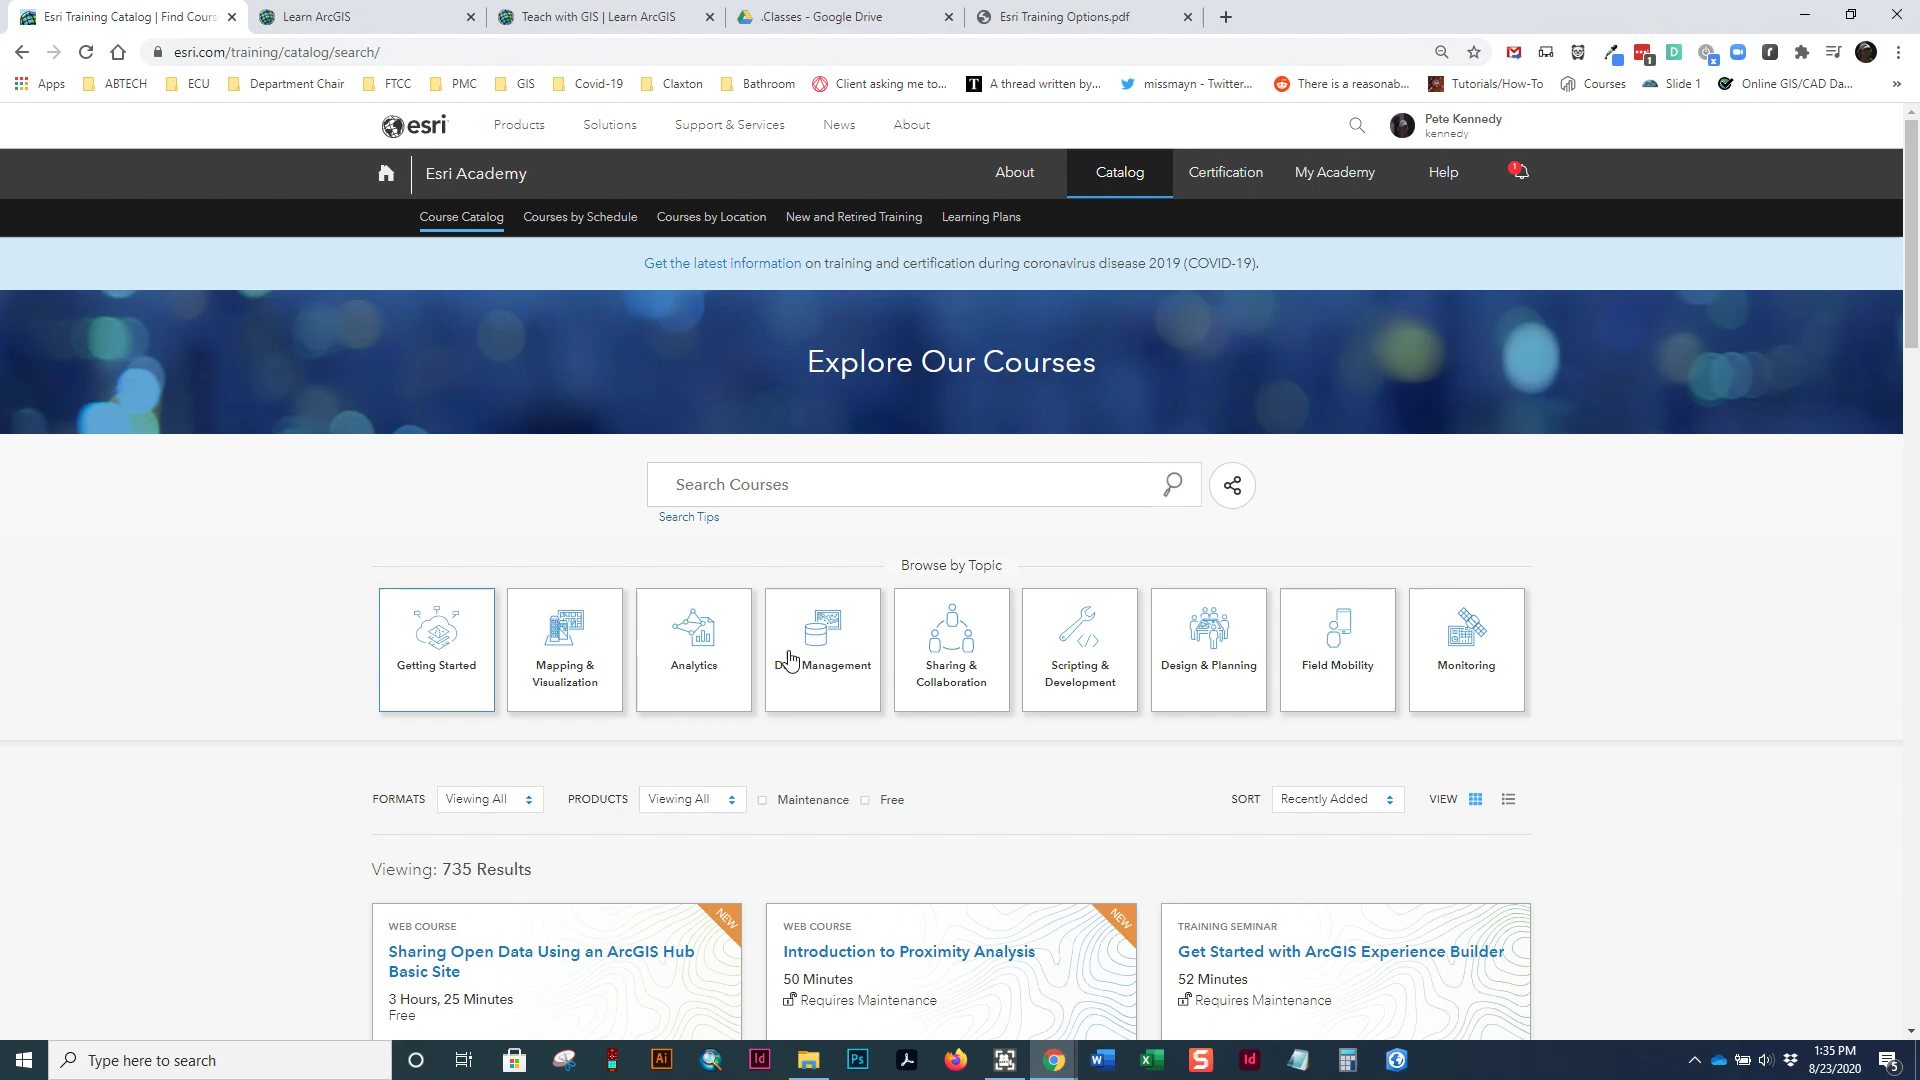 Esri Training Catalog | Find Cours
Learn ArcGIS
Teach with GIS | Learn ArcGIS
.Classes - Google Drive
Esri Training Options.pdf
esri.com/training/catalog/search/
Apps
ABTECH
ECU
Department Chair
FTCC
PMC
GIS
Covid-19
Claxton
Bathroom
Client asking me to...
A thread written by...
missmayn - Twitter...
There is a reasonab...
Tutorials/How-To
Courses
Slide 1
Online GIS/CAD Da...
esri
Products
Solutions
Support & Services
News
About
Pete Kennedy
kennedy
Esri Academy
About
Catalog
Certification
My Academy
Help
1
Course Catalog
Courses by Schedule
Courses by Location
New and Retired Training
Learning Plans
Get the latest information on training and certification during coronavirus disease 2019 (COVID-19).
Explore Our Courses
Search Courses
Search Tips
Browse by Topic
Getting Started
Mapping &
Visualization
Analytics
Management
Sharing &
Collaboration
Scripting &
Development
Design & Planning
Field Mobility
Monitoring
FORMATS
Viewing All
PRODUCTS
Viewing All
Maintenance
Free
SORT
Recently Added
VIEW
Viewing: 735 Results
WEB COURSE
NEW
Sharing Open Data Using an ArcGIS Hub
Basic Site
3 Hours, 25 Minutes
Free
WEB COURSE
NEW
Introduction to Proximity Analysis
50 Minutes
Requires Maintenance
TRAINING SEMINAR
Get Started with ArcGIS Experience Builder
52 Minutes
Requires Maintenance
Type here to search
1:35 PM
8/23/2020
5